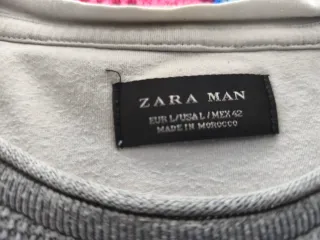 ZARA MAN
EUR L/USA L/MEX 42
MADE IN MOROCCO